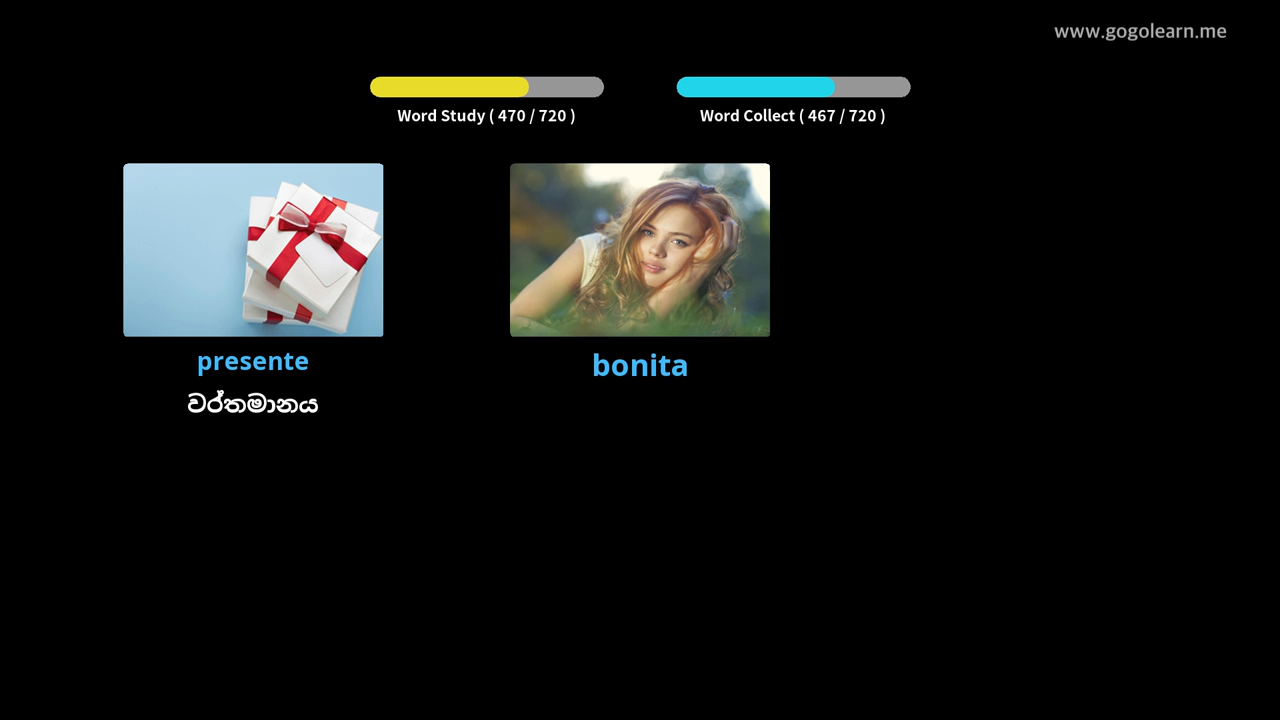 www.gogolearn.me
Word Study ( 470 / 720 )
Word Collect ( 467 / 720 )
presente
bonita
වර්තමානය